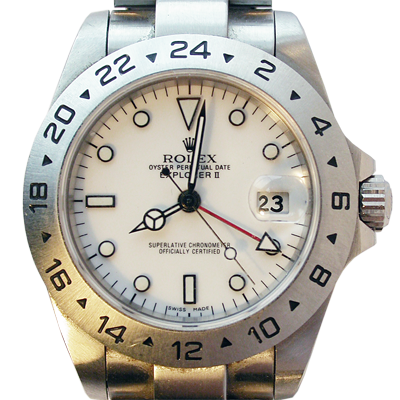 24
2
4
6
8
10
12
14
16
18
20
22
ROLEX
OYSTER PERPETUAL DATE
EXPLORER II
23
SUPERLATIVE CHRONOMETER
OFFICIALLY CERTIFIED
SWISS MADE